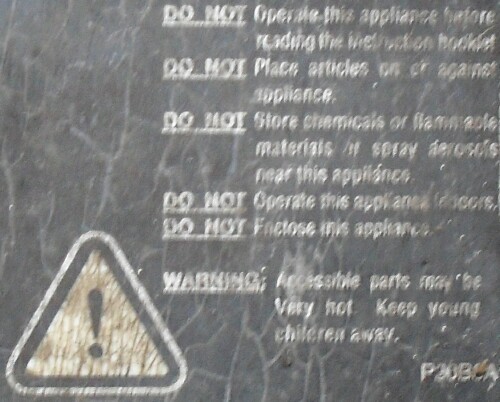 DO NOT Operate this appliance before
reading the instruction booklet
DO NOT Place articles on or against
appliance.
DO NOT Store chemicals or flammable
materials or spray aerosols
near this appliance.
DO NOT Operate this appliance indoors.
DO NOT Enclose this appliance.
WARNING: Accessible parts may be
Very hot. Keep young
children away.